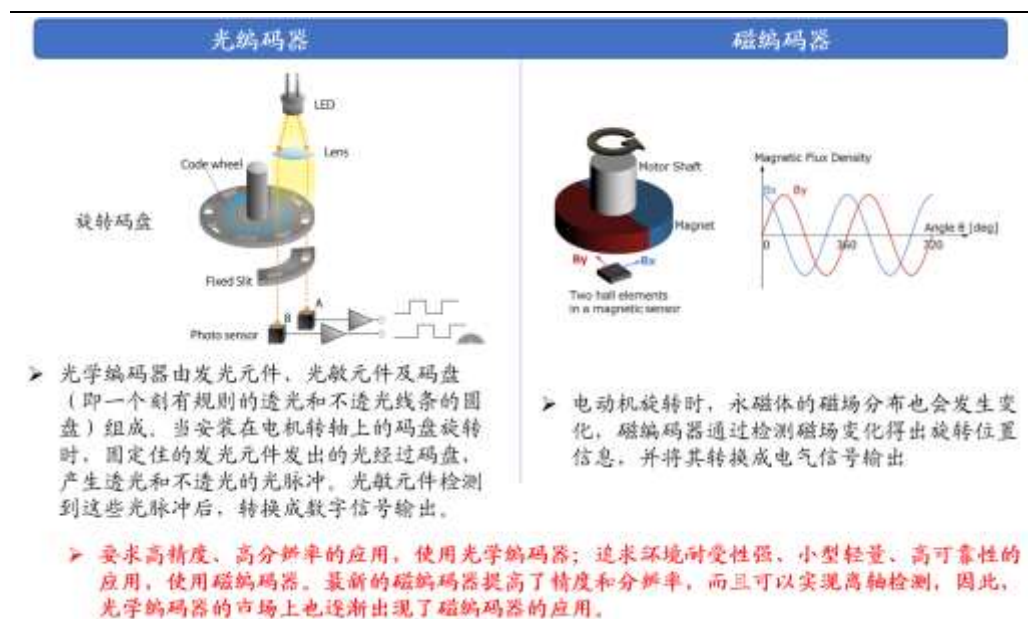 光编码器
磁编码器
LED
Lens
Code wheel
旋转码盘
Fixed Slit
A
B
Photo sensor
Motor Shaft
Magnet
By
Bx
Two hall elements
in a magnetic sensor
Magnetic Flux Density
Bx By
Angle θ [deg]
0 360 720
➤ 光学编码器由发光元件、光敏元件及码盘
（即一个刻有规则的透光和不透光线条的圆
盘）组成。当安装在电机转轴上的码盘旋转
时，固定住的发光元件发出的光经过码盘，
产生透光和不透光的光脉冲。光敏元件检测
到这些光脉冲后，转换成数字信号输出。
➤ 电动机旋转时，永磁体的磁场分布也会发生变
化，磁编码器通过检测磁场变化得出旋转位置
信息，并将其转换成电气信号输出
➤ 要求高精度、高分辨率的应用，使用光学编码器；追求环境耐受性强、小型轻量、高可靠性的
应用，使用磁编码器。最新的磁编码器提高了精度和分辨率，而且可以实现离轴检测，因此，
光学编码器的市场上也逐渐出现了磁编码器的应用。